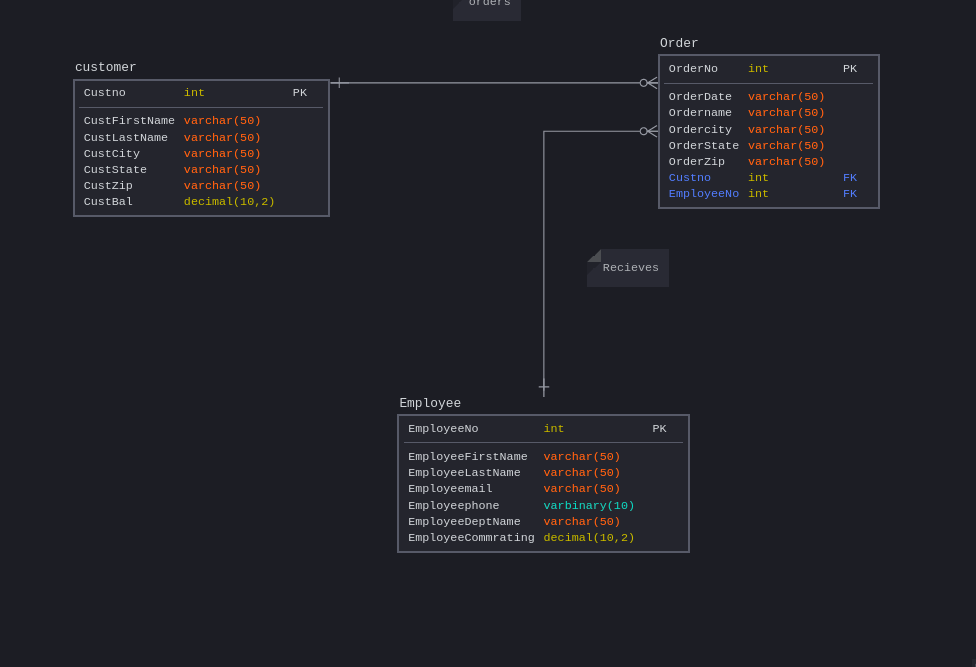 orders
Order
customer
OrderNo int PK
Custno int PK
OrderDate varchar(50)
Ordername varchar(50)
Ordercity varchar(50)
OrderState varchar(50)
OrderZip varchar(50)
Custno int FK
EmployeeNo int FK
CustFirstName varchar(50)
CustLastName varchar(50)
CustCity varchar(50)
CustState varchar(50)
CustZip varchar(50)
CustBal decimal(10,2)
Recieves
Employee
EmployeeNo int PK
EmployeeFirstName varchar(50)
EmployeeLastName varchar(50)
Employeemail varchar(50)
Employeephone varbinary(10)
EmployeeDeptName varchar(50)
EmployeeCommrating decimal(10,2)